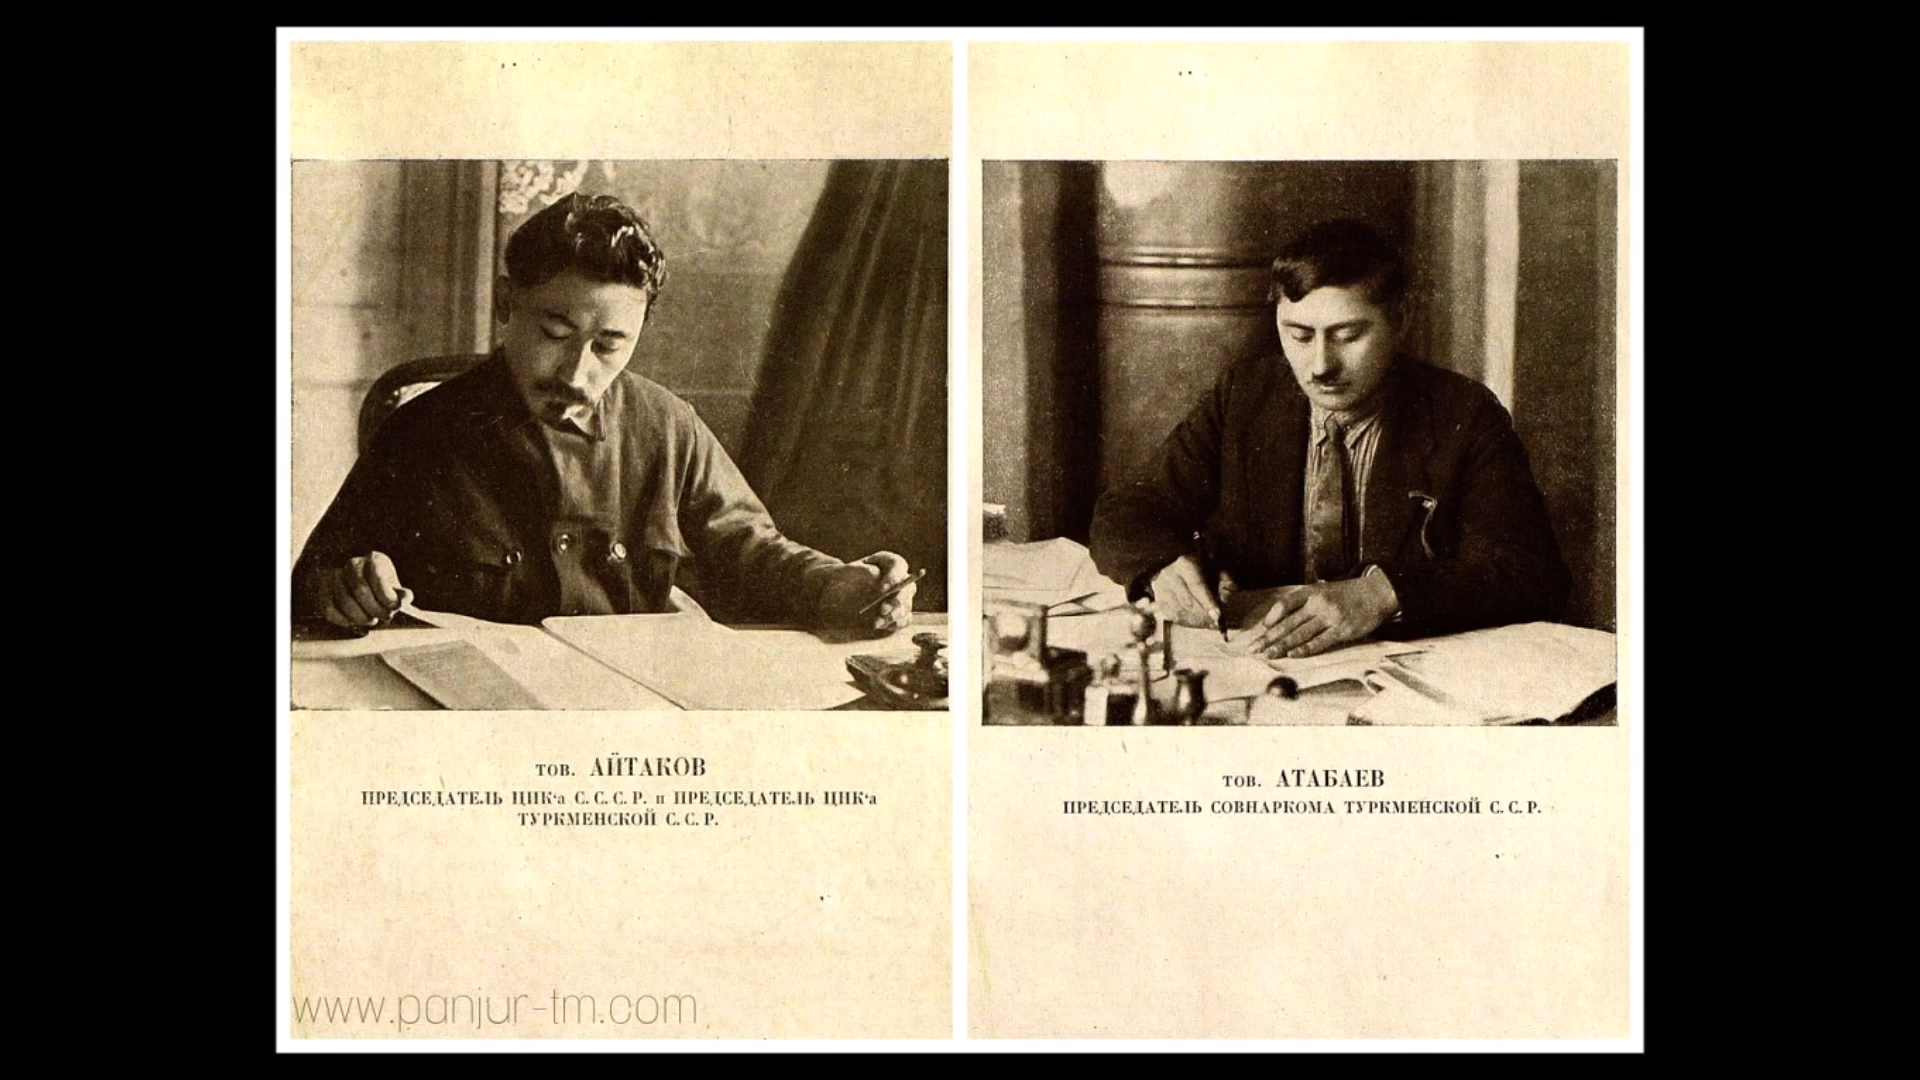 тов. АЙТАКОВ
ПРЕДСЕДАТЕЛЬ ЦИК‘а С. С. С. Р. и ПРЕДСЕДАТЕЛЬ ЦИК‘а
ТУРКМЕНСКОЙ С. С. Р.
тов. АТАБАЕВ
ПРЕДСЕДАТЕЛЬ СОВНАРКОМА ТУРКМЕНСКОЙ С. С. Р.
www.panjur-tm.com